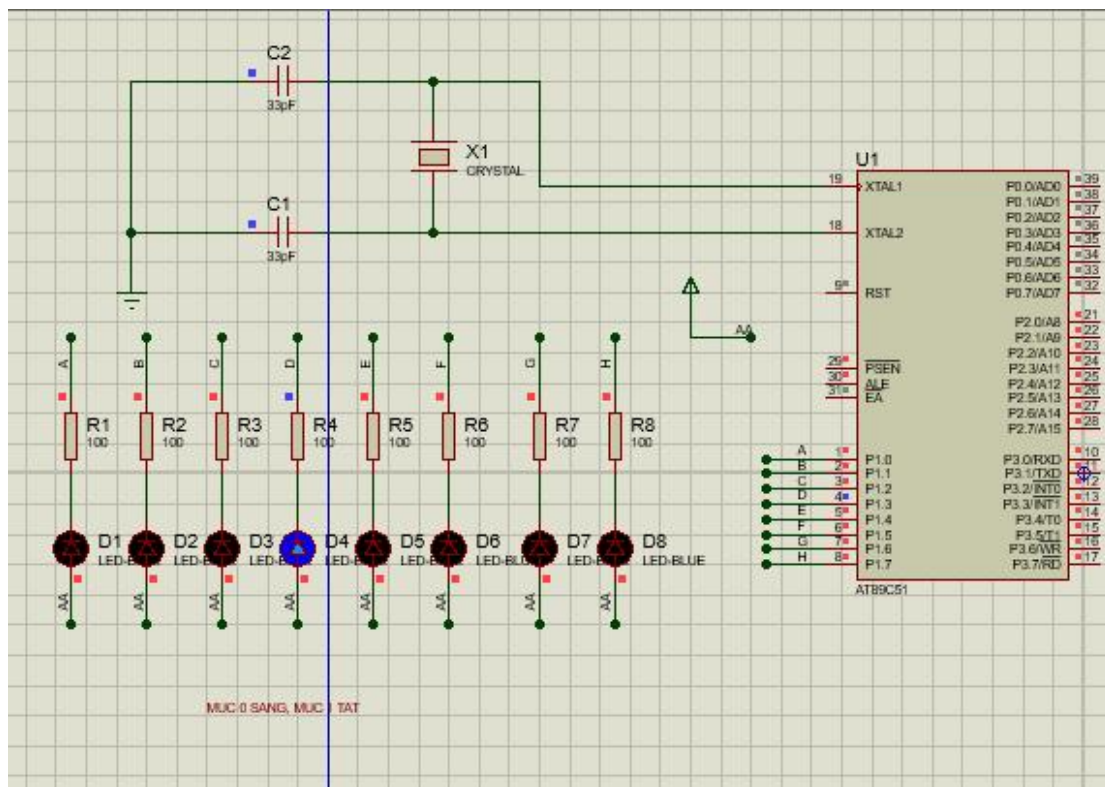 C2
33pF
X1
CRYSTAL
C1
33pF
U1
19 XTAL1
18 XTAL2
9 RST
29 PSEN
30 ALE
31 EA
A 1 P1.0
B 2 P1.1
C 3 P1.2
D 4 P1.3
E 5 P1.4
F 6 P1.5
G 7 P1.6
H 8 P1.7
P0.0/AD0 39
P0.1/AD1 38
P0.2/AD2 37
P0.3/AD3 36
P0.4/AD4 35
P0.5/AD5 34
P0.6/AD6 33
P0.7/AD7 32
P2.0/A8 21
P2.1/A9 22
P2.2/A10 23
P2.3/A11 24
P2.4/A12 25
P2.5/A13 26
P2.6/A14 27
P2.7/A15 28
P3.0/RXD 10
P3.1/TXD 11
P3.2/INT0 12
P3.3/INT1 13
P3.4/T0 14
P3.5/T1 15
P3.6/WR 16
P3.7/RD 17
AT89C51
AA
A B C D E F G H
R1 R2 R3 R4 R5 R6 R7 R8
100 100 100 100 100 100 100 100
D1 D2 D3 D4 D5 D6 D7 D8
LED-BLUE
AA AA AA AA AA AA AA AA
MUC 0 SANG, MUC 1 TAT